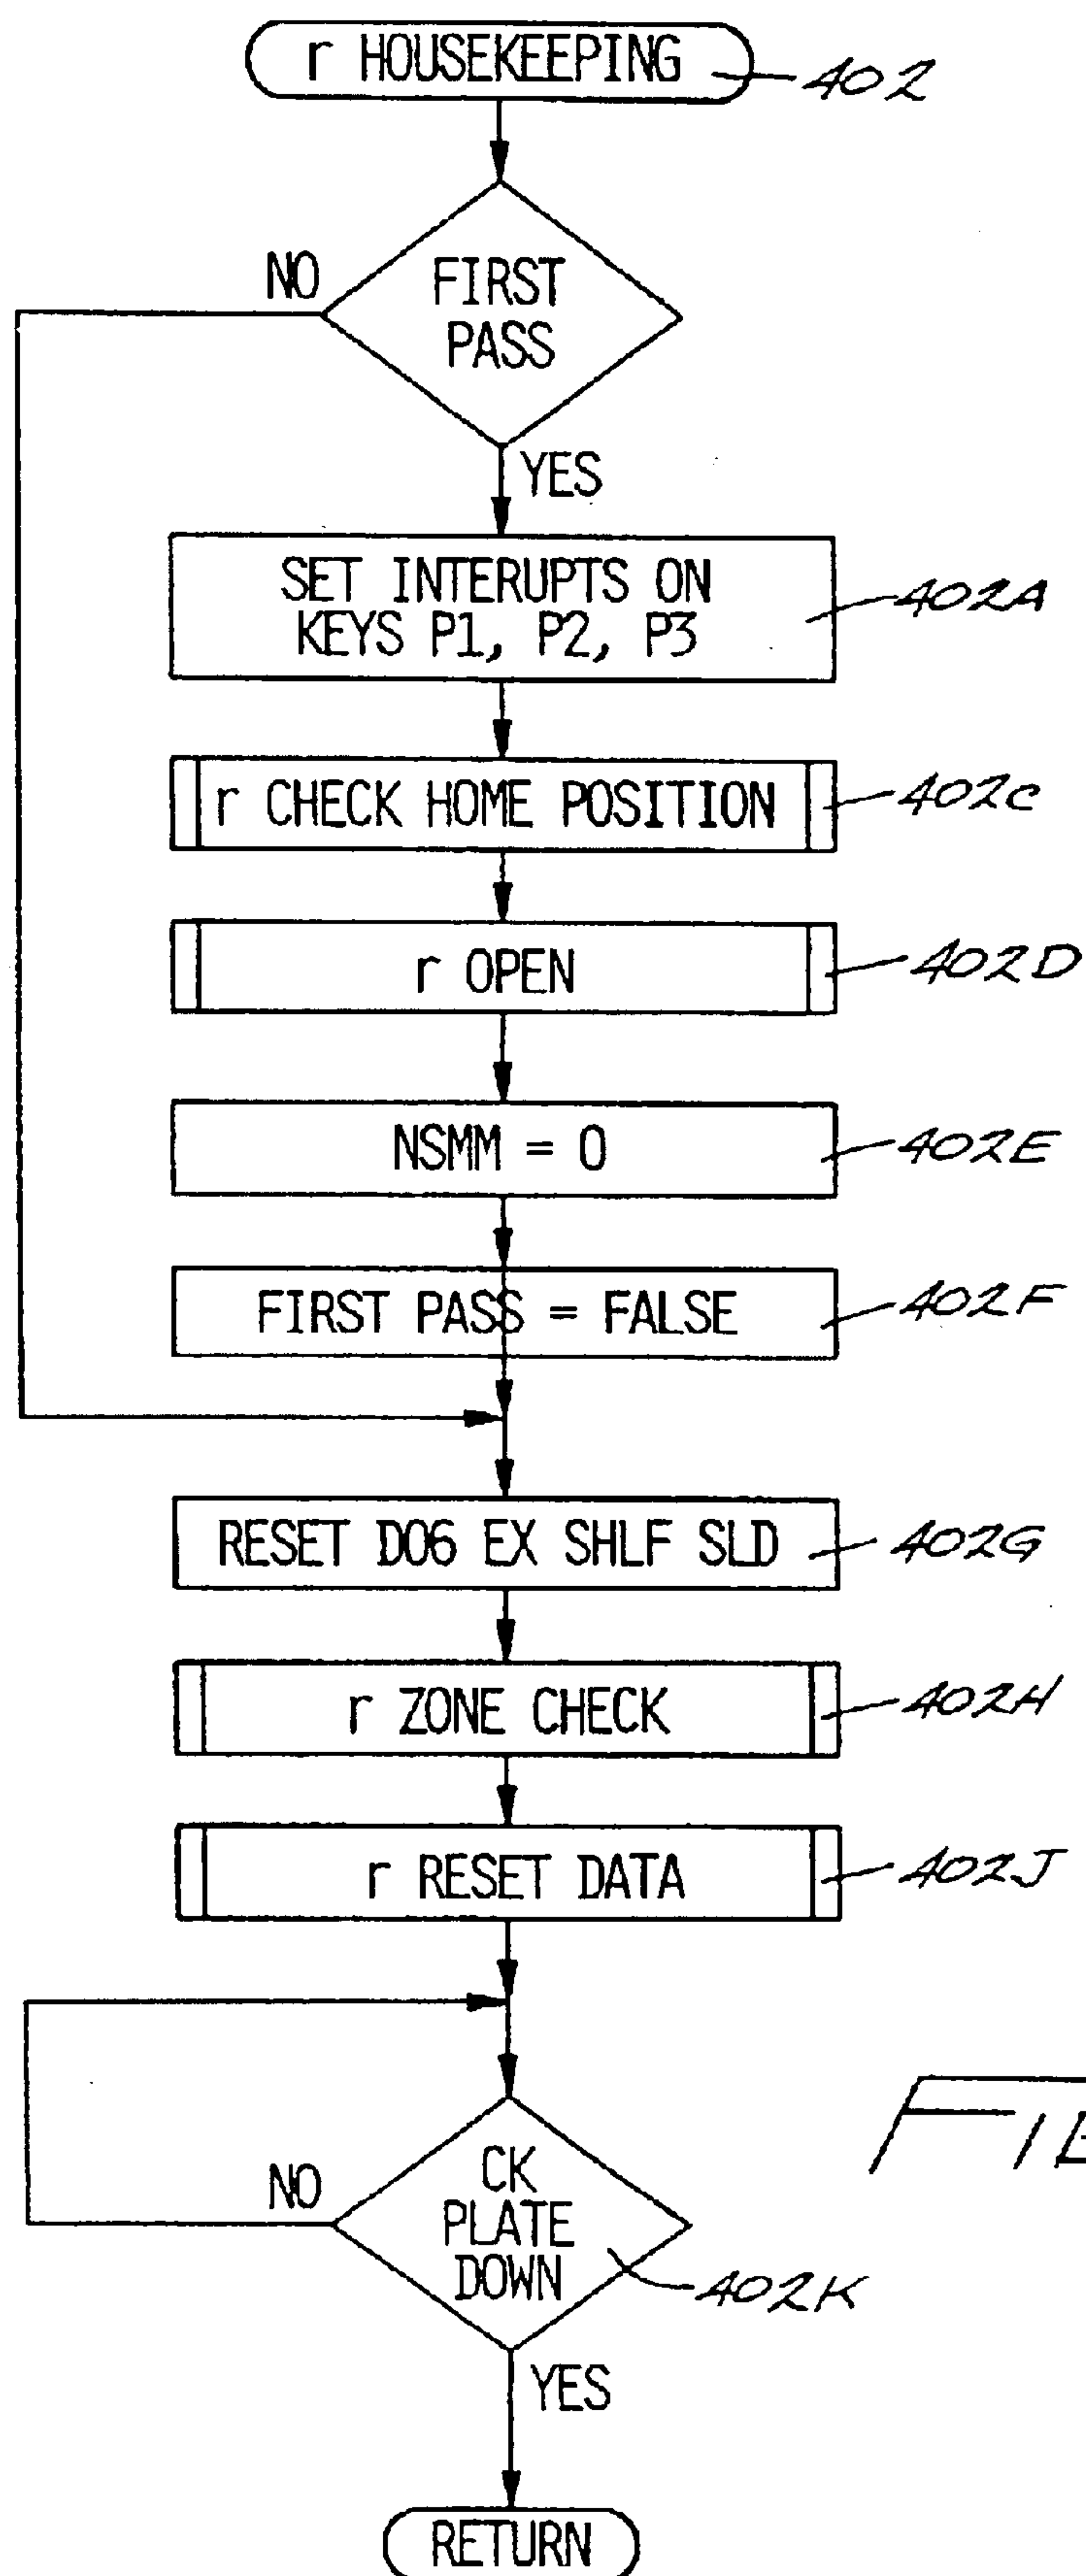 r HOUSEKEEPING 402
FIRST
PASS
NO
YES
SET INTERUPTS ON
KEYS P1, P2, P3
402A
r CHECK HOME POSITION 402C
r OPEN 402D
NSMM = 0 402E
FIRST PASS = FALSE 402F
RESET D06 EX SHLF SLD 402G
r ZONE CHECK 402H
r RESET DATA 402J
CK
PLATE
DOWN
NO
402K
YES
RETURN